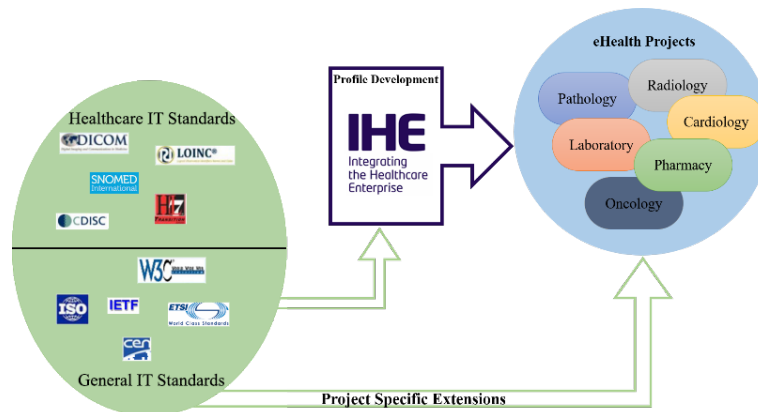 Healthcare IT Standards
DICOM
LOINC®
SNOMED
International
CDISC
W3C
ISO
IETF
ETSI
World Class Standards
cen
General IT Standards
Profile Development
IHE
Integrating
the Healthcare
Enterprise
Project Specific Extensions
eHealth Projects
Radiology
Pathology
Cardiology
Laboratory
Pharmacy
Oncology